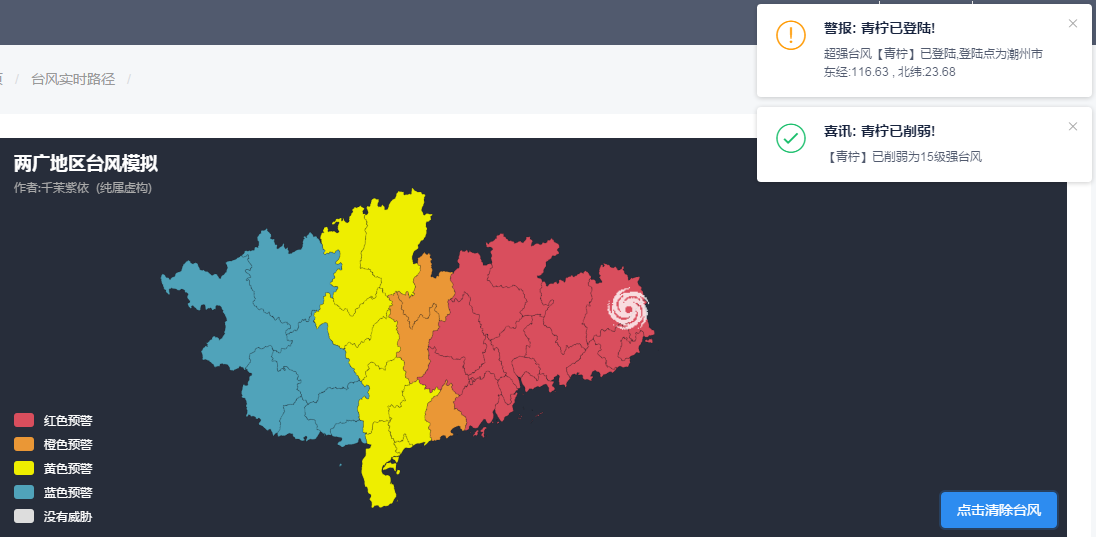 警报: 青柠已登陆!
超强台风【青柠】已登陆,登陆点为潮州市
东经:116.63 , 北纬:23.68
/ 台风实时路径 /
喜讯: 青柠已削弱!
【青柠】已削弱为15级强台风
两广地区台风模拟
作者:千茉紫依（纯属虚构）
红色预警
橙色预警
黄色预警
蓝色预警
没有威胁
点击清除台风